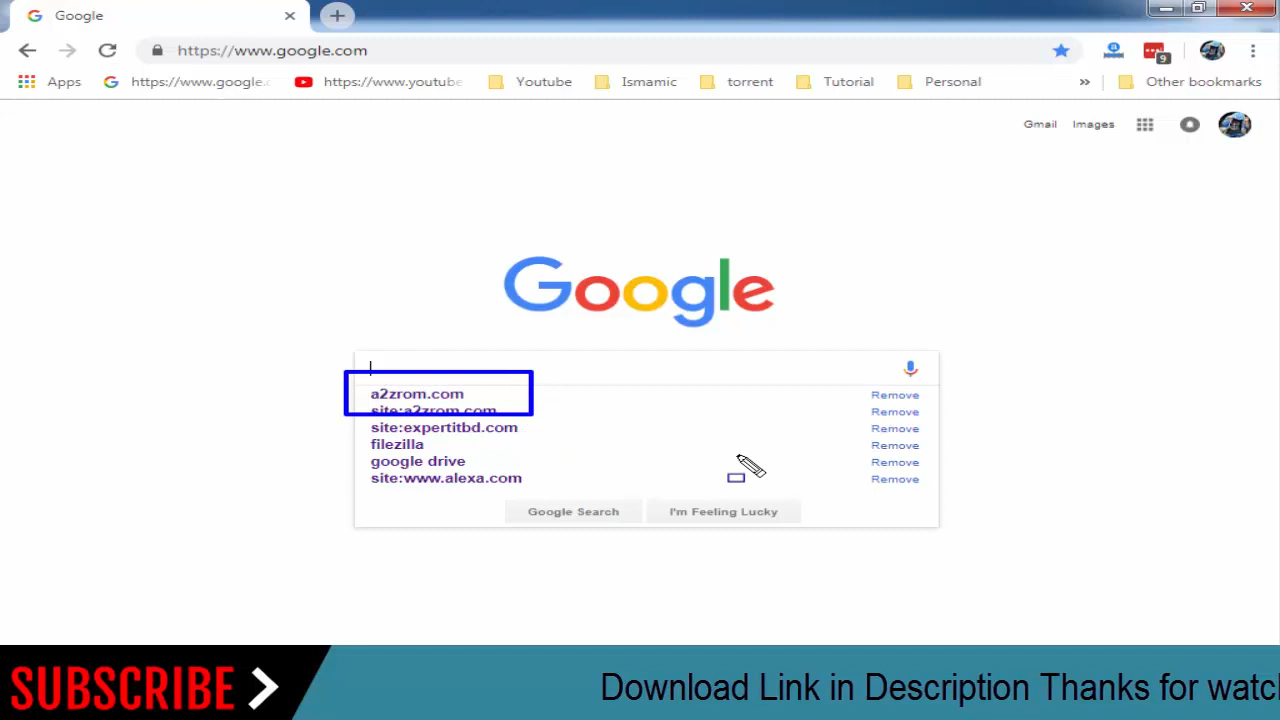 Google
https://www.google.com
9
Apps https://www.google.c https://www.youtube Youtube Ismamic torrent Tutorial Personal » Other bookmarks
Gmail Images
Google
a2zrom.com Remove
site:a2zrom.com Remove
site:expertitbd.com Remove
filezilla Remove
google drive Remove
site:www.alexa.com Remove
Google Search I'm Feeling Lucky
SUBSCRIBE Download Link in Description Thanks for watc